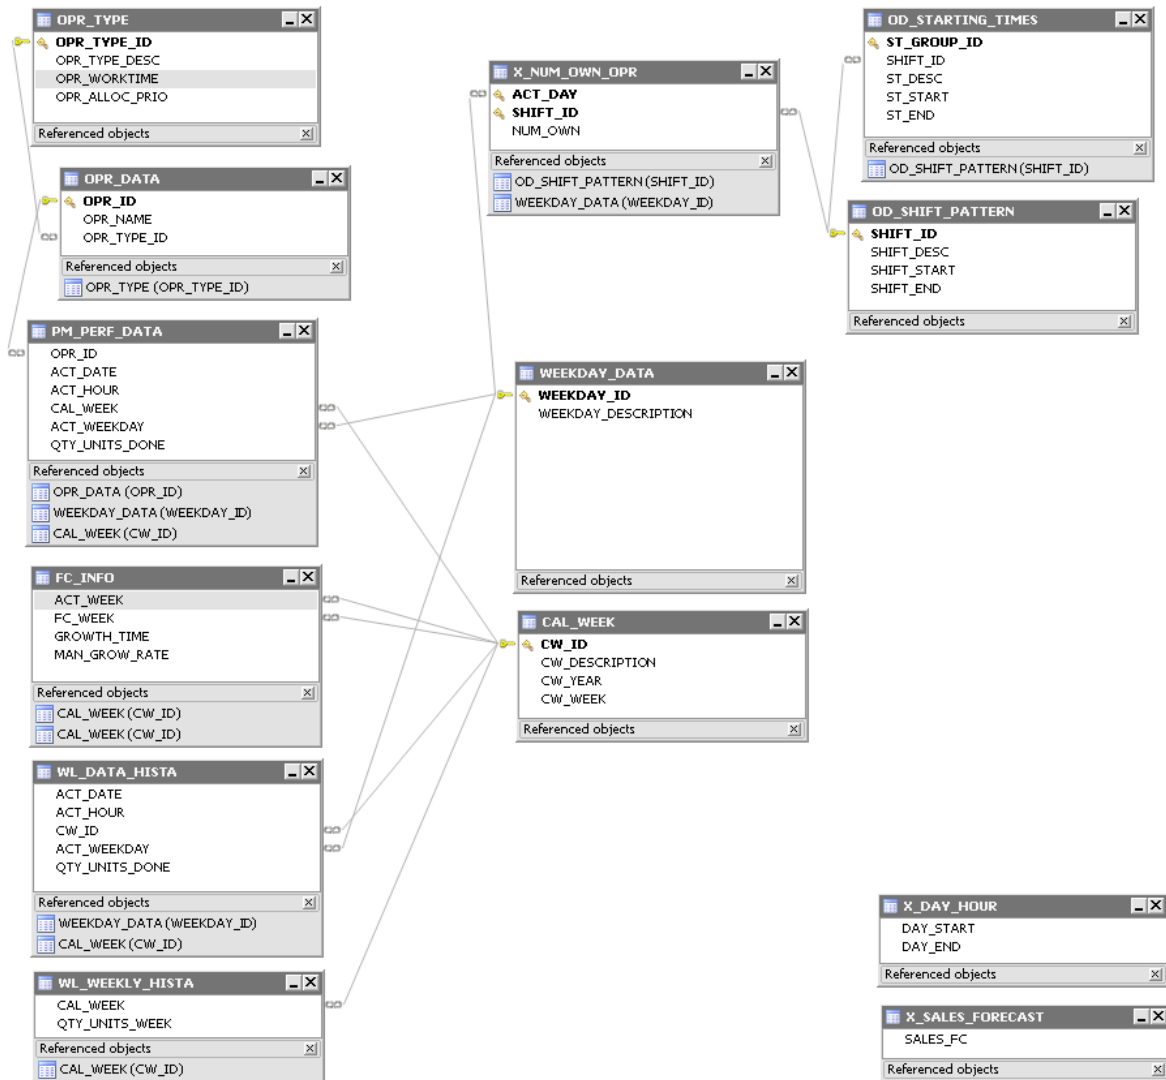 OPR_TYPE
OPR_TYPE_ID
OPR_TYPE_DESC
OPR_WORKTIME
OPR_ALLOC_PRIO
Referenced objects
OPR_DATA
OPR_ID
OPR_NAME
OPR_TYPE_ID
Referenced objects
OPR_TYPE (OPR_TYPE_ID)
PM_PERF_DATA
OPR_ID
ACT_DATE
ACT_HOUR
CAL_WEEK
ACT_WEEKDAY
QTY_UNITS_DONE
Referenced objects
OPR_DATA (OPR_ID)
WEEKDAY_DATA (WEEKDAY_ID)
CAL_WEEK (CW_ID)
FC_INFO
ACT_WEEK
FC_WEEK
GROWTH_TIME
MAN_GROW_RATE
Referenced objects
CAL_WEEK (CW_ID)
CAL_WEEK (CW_ID)
WL_DATA_HISTA
ACT_DATE
ACT_HOUR
CW_ID
ACT_WEEKDAY
QTY_UNITS_DONE
Referenced objects
WEEKDAY_DATA (WEEKDAY_ID)
CAL_WEEK (CW_ID)
WL_WEEKLY_HISTA
CAL_WEEK
QTY_UNITS_WEEK
Referenced objects
CAL_WEEK (CW_ID)
X_NUM_OWN_OPR
ACT_DAY
SHIFT_ID
NUM_OWN
Referenced objects
OD_SHIFT_PATTERN (SHIFT_ID)
WEEKDAY_DATA (WEEKDAY_ID)
WEEKDAY_DATA
WEEKDAY_ID
WEEKDAY_DESCRIPTION
Referenced objects
CAL_WEEK
CW_ID
CW_DESCRIPTION
CW_YEAR
CW_WEEK
Referenced objects
OD_STARTING_TIMES
ST_GROUP_ID
SHIFT_ID
ST_DESC
ST_START
ST_END
Referenced objects
OD_SHIFT_PATTERN (SHIFT_ID)
OD_SHIFT_PATTERN
SHIFT_ID
SHIFT_DESC
SHIFT_START
SHIFT_END
Referenced objects
X_DAY_HOUR
DAY_START
DAY_END
Referenced objects
X_SALES_FORECAST
SALES_FC
Referenced objects